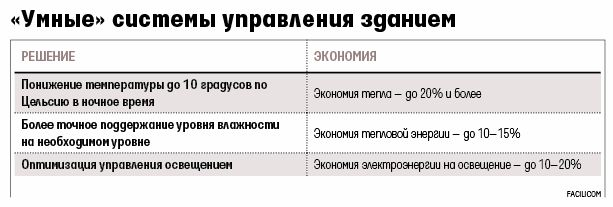 «Умные» системы управления зданием
РЕШЕНИЕ ЭКОНОМИЯ
Понижение температуры до 10 градусов по
Цельсию в ночное время
Экономия тепла – до 20% и более
Более точное поддержание уровня влажности
на необходимом уровне
Экономия тепловой энергии – до 10–15%
Оптимизация управления освещением
Экономия электроэнергии на освещение – до 10–20%
FACILICOM